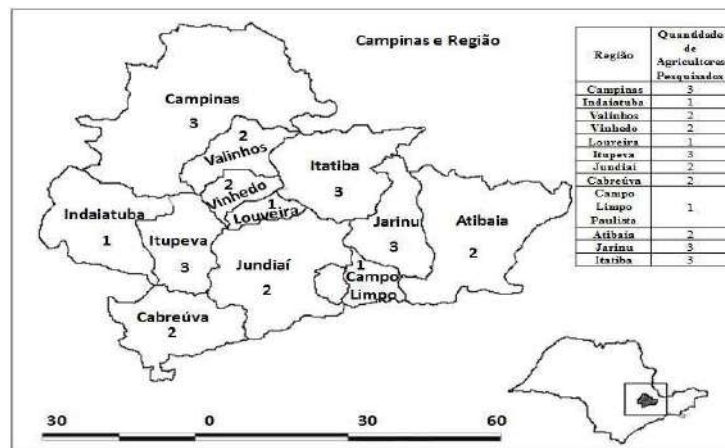 Campinas e Região
Campinas
3
2
Valinhos
Itatiba
3
2
Vinhedo
1
Louveira
Indaiatuba
1
Itupeva
3
Jarinu
3
Atibaia
2
Jundiaí
2
1
Campo
Limpo
Cabreúva
2
30 0 30 60
Região Quantidade de Agricultores Pesquisados
Campinas 3
Indaiatuba 1
Valinhos 2
Vinhedo 2
Louveira 1
Itupeva 3
Jundiaí 2
Cabreúva 2
Campo Limpo Paulista 1
Atibaia 2
Jarinu 3
Itatiba 3